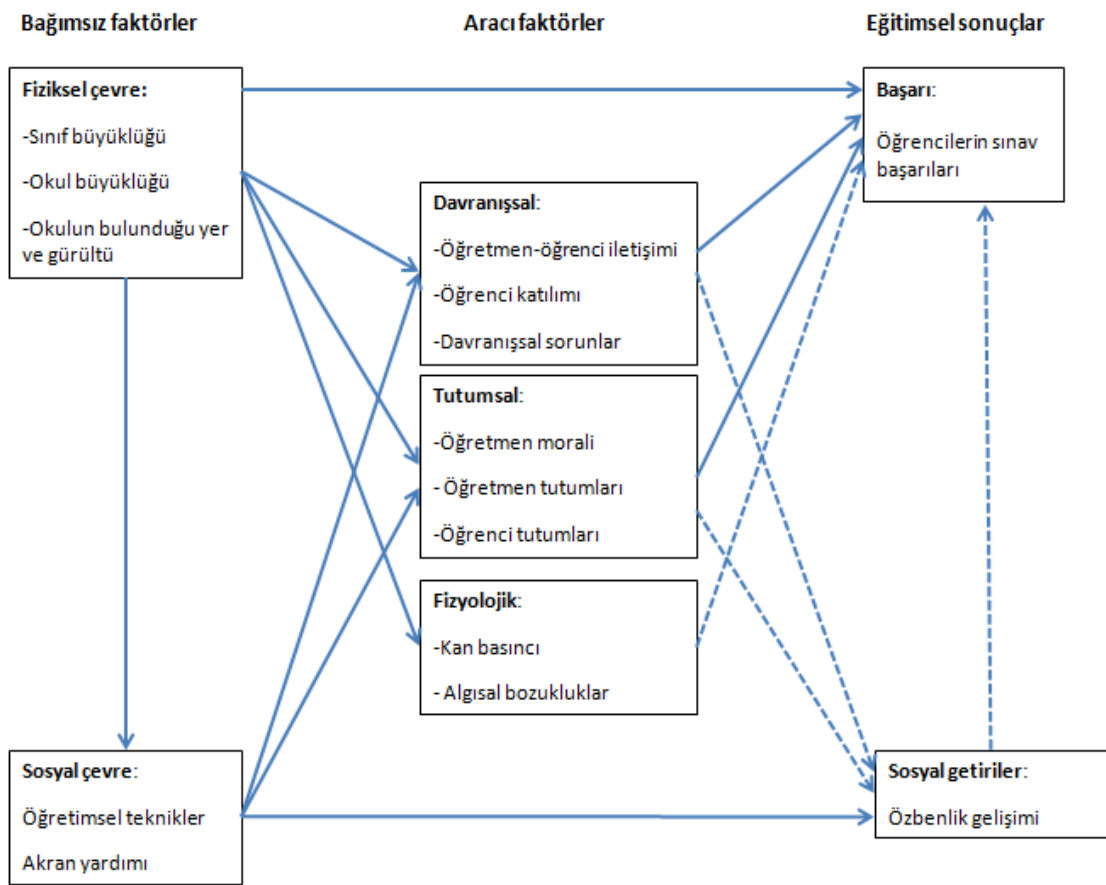 Bağımsız faktörler
Aracı faktörler
Eğitimsel sonuçlar
Fiziksel çevre:
-Sınıf büyüklüğü
-Okul büyüklüğü
-Okulun bulunduğu yer
ve gürültü
Sosyal çevre:
Öğretimsel teknikler
Akran yardımı
Davranışsal:
-Öğretmen-öğrenci iletişimi
-Öğrenci katılımı
-Davranışsal sorunlar
Tutumsal:
-Öğretmen morali
- Öğretmen tutumları
-Öğrenci tutumları
Fizyolojik:
-Kan basıncı
- Algısal bozukluklar
Başarı:
Öğrencilerin sınav
başarıları
Sosyal getiriler:
Özbenlik gelişimi